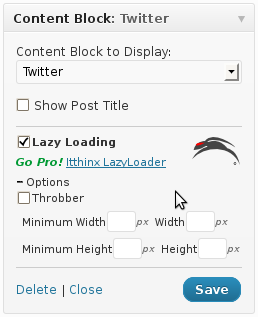 Content Block: Twitter
Content Block to Display:
Twitter
Show Post Title
Lazy Loading
Go Pro! Itthinx LazyLoader
Options
Throbber
Minimum Width px Width px
Minimum Height px Height px
Delete | Close Save